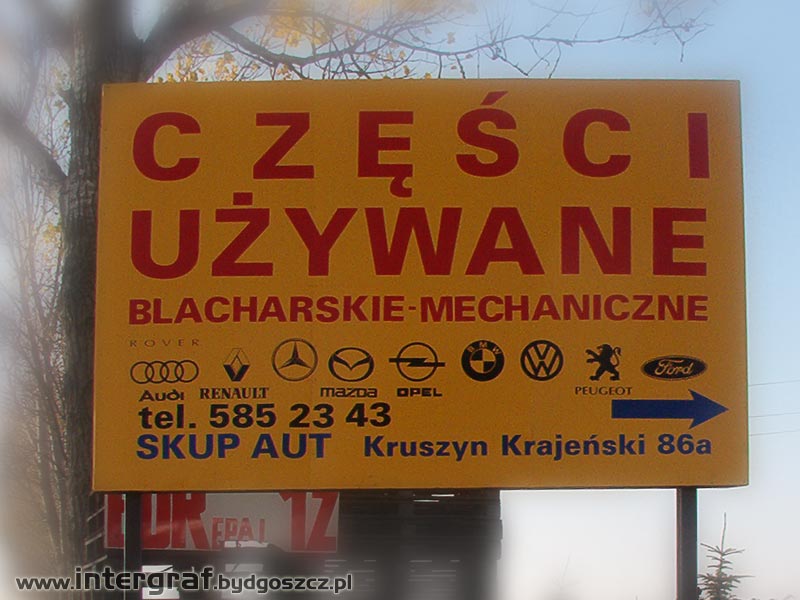 CZĘŚCI
UŻYWANE
BLACHARSKIE-MECHANICZNE
ROVER
BMW
Ford
Audi RENAULT mazda OPEL PEUGEOT
tel. 585 23 43
SKUP AUT Kruszyn Krajeński 86a
12
www.intergraf.bydgoszcz.pl